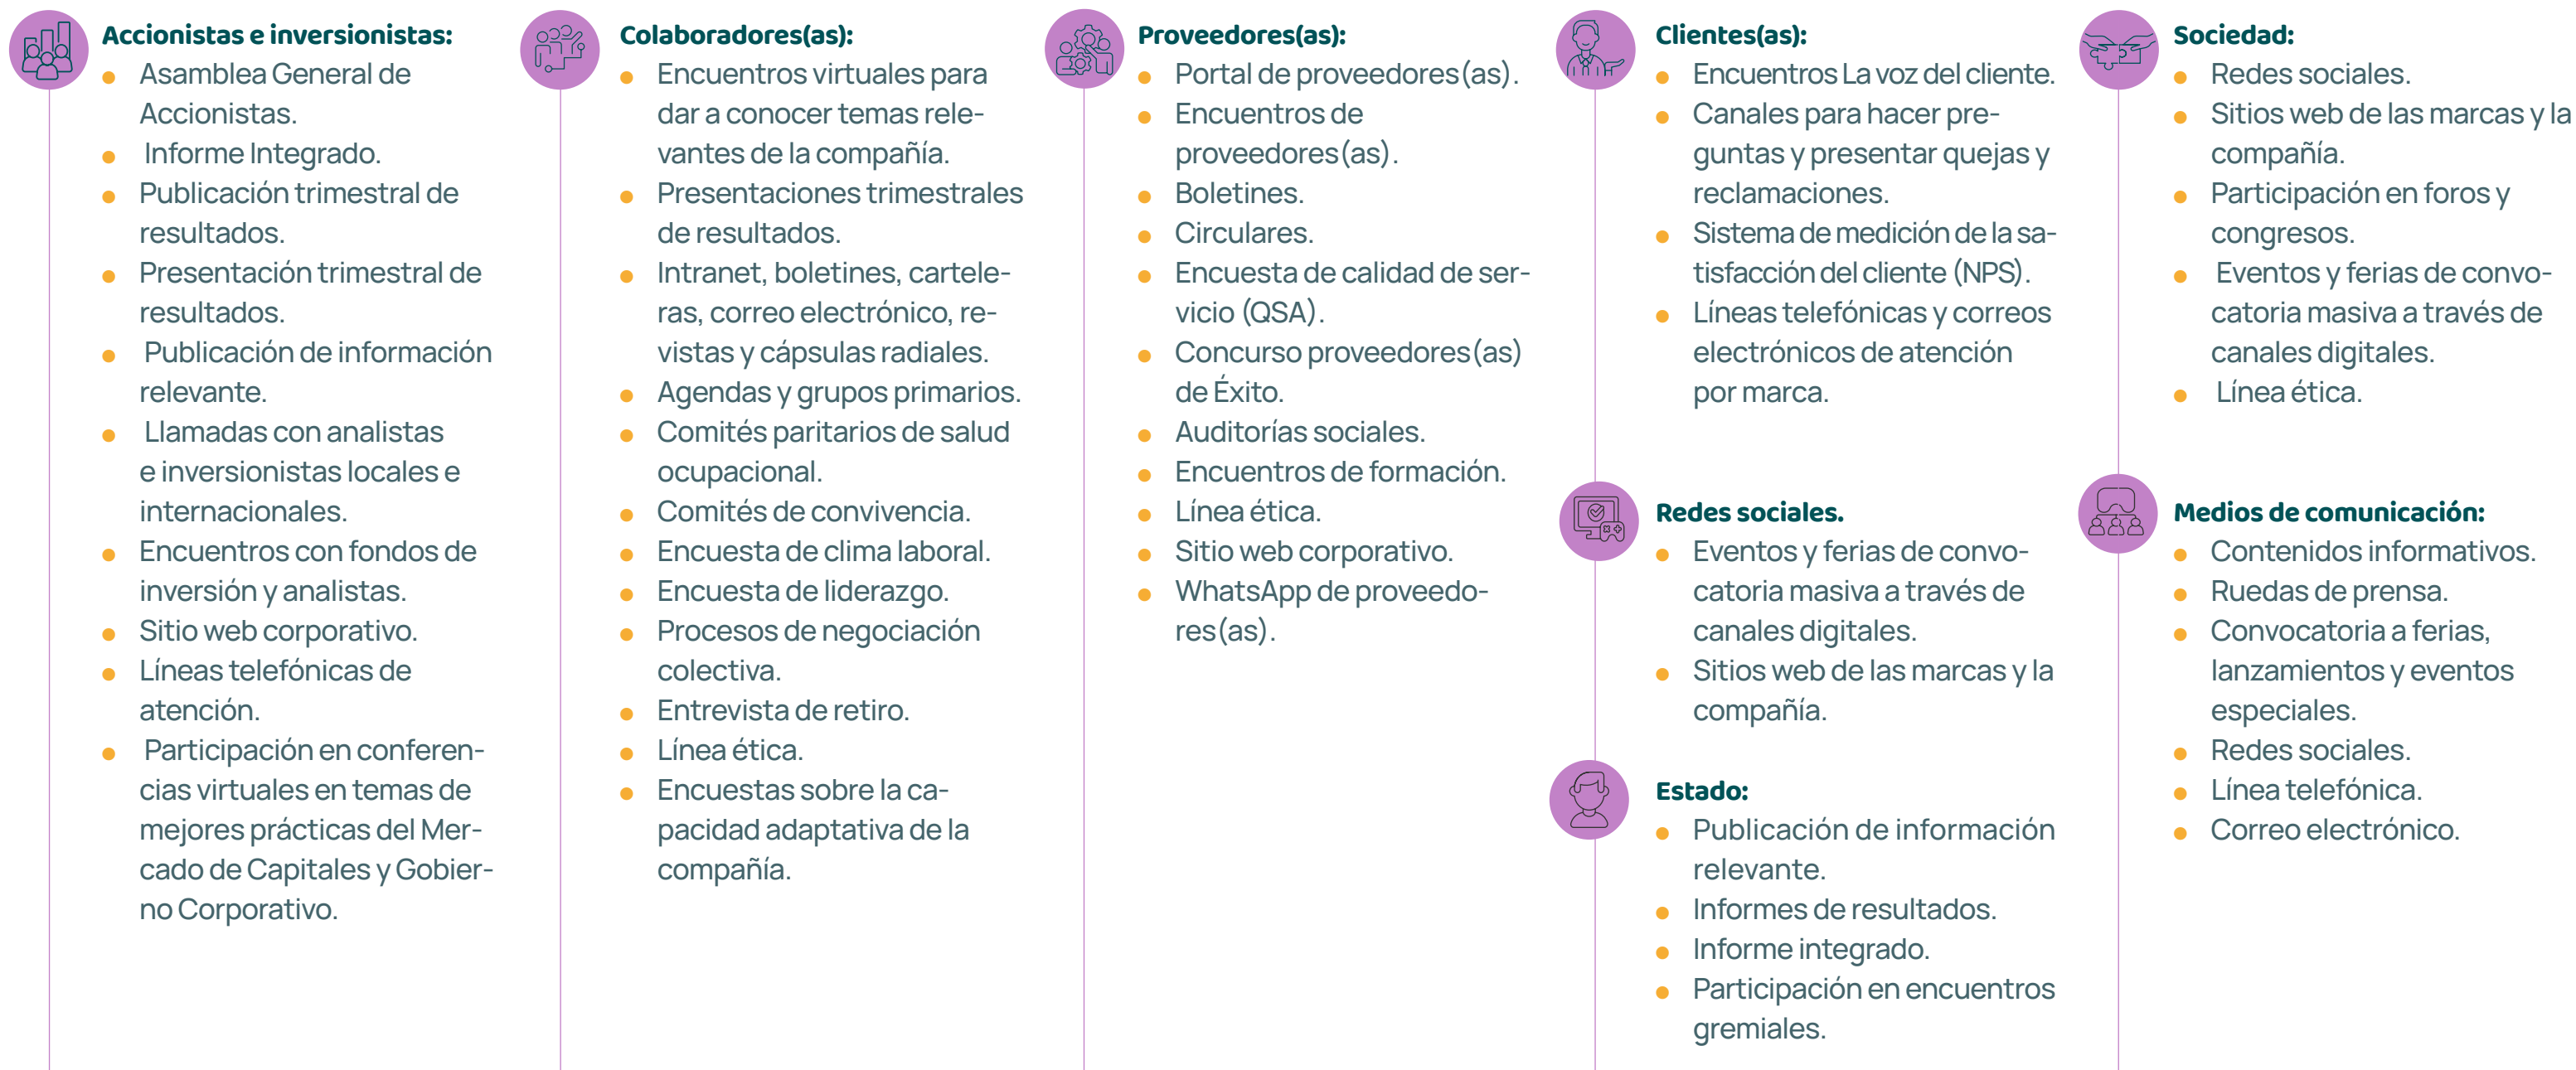 Accionistas e inversionistas:
Asamblea General de
Accionistas.
Informe Integrado.
Publicación trimestral de
resultados.
Presentación trimestral de
resultados.
Publicación de información
relevante.
Llamadas con analistas
e inversionistas locales e
internacionales.
Encuentros con fondos de
inversión y analistas.
Sitio web corporativo.
Líneas telefónicas de
atención.
Participación en conferen-
cias virtuales en temas de
mejores prácticas del Mer-
cado de Capitales y Gobier-
no Corporativo.
Colaboradores(as):
Encuentros virtuales para
dar a conocer temas rele-
vantes de la compañía.
Presentaciones trimestrales
de resultados.
Intranet, boletines, cartele-
ras, correo electrónico, re-
vistas y cápsulas radiales.
Agendas y grupos primarios.
Comités paritarios de salud
ocupacional.
Comités de convivencia.
Encuesta de clima laboral.
Encuesta de liderazgo.
Procesos de negociación
colectiva.
Entrevista de retiro.
Línea ética.
Encuestas sobre la ca-
pacidad adaptativa de la
compañía.
Proveedores(as):
Portal de proveedores(as).
Encuentros de
proveedores(as).
Boletines.
Circulares.
Encuesta de calidad de ser-
vicio (QSA).
Concurso proveedores(as)
de Éxito.
Auditorías sociales.
Encuentros de formación.
Línea ética.
Sitio web corporativo.
WhatsApp de proveedo-
res(as).
Clientes(as):
Encuentros La voz del cliente.
Canales para hacer pre-
guntas y presentar quejas y
reclamaciones.
Sistema de medición de la sa-
tisfacción del cliente (NPS).
Líneas telefónicas y correos
electrónicos de atención
por marca.
Redes sociales.
Eventos y ferias de convo-
catoria masiva a través de
canales digitales.
Sitios web de las marcas y la
compañía.
Estado:
Publicación de información
relevante.
Informes de resultados.
Informe integrado.
Participación en encuentros
gremiales.
Sociedad:
Redes sociales.
Sitios web de las marcas y la
compañía.
Participación en foros y
congresos.
Eventos y ferias de convo-
catoria masiva a través de
canales digitales.
Línea ética.
Medios de comunicación:
Contenidos informativos.
Ruedas de prensa.
Convocatoria a ferias,
lanzamientos y eventos
especiales.
Redes sociales.
Línea telefónica.
Correo electrónico.